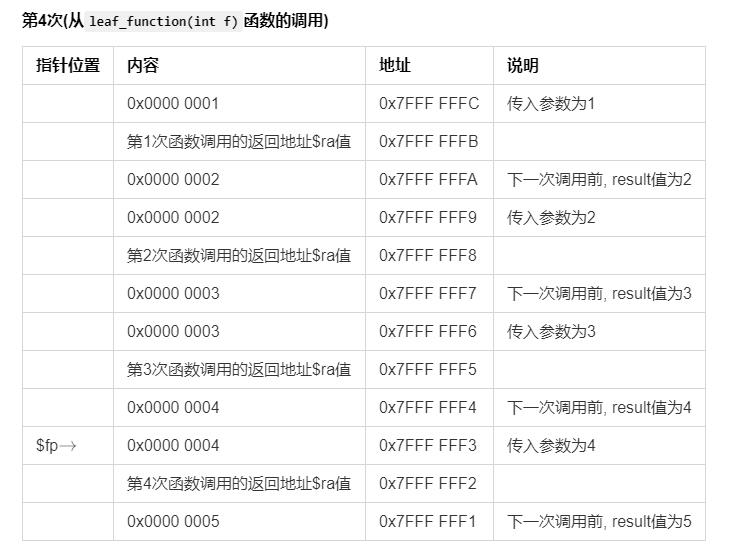 第4次(从 leaf_function(int f) 函数的调用)
指针位置 内容 地址 说明
0x0000 0001 0x7FFF FFFC 传入参数为1
第1次函数调用的返回地址$ra值 0x7FFF FFFB
0x0000 0002 0x7FFF FFFA 下一次调用前, result值为2
0x0000 0002 0x7FFF FFF9 传入参数为2
第2次函数调用的返回地址$ra值 0x7FFF FFF8
0x0000 0003 0x7FFF FFF7 下一次调用前, result值为3
0x0000 0003 0x7FFF FFF6 传入参数为3
第3次函数调用的返回地址$ra值 0x7FFF FFF5
0x0000 0004 0x7FFF FFF4 下一次调用前, result值为4
$fp→ 0x0000 0004 0x7FFF FFF3 传入参数为4
第4次函数调用的返回地址$ra值 0x7FFF FFF2
0x0000 0005 0x7FFF FFF1 下一次调用前, result值为5